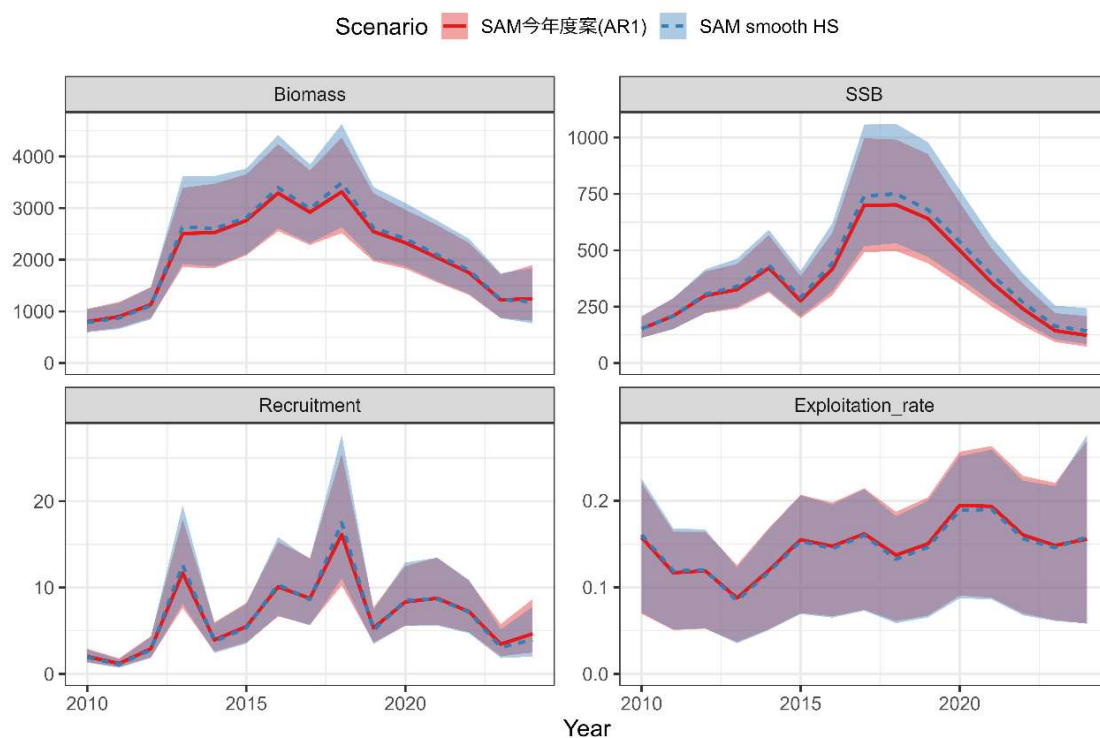 Scenario SAM今年度案(AR1) SAM smooth HS
Biomass
SSB
4000
3000
2000
1000
0
1000
750
500
250
0
Recruitment
Exploitation_rate
20
10
0
0.2
0.1
0.0
2010 2015 2020
2010 2015 2020
Year